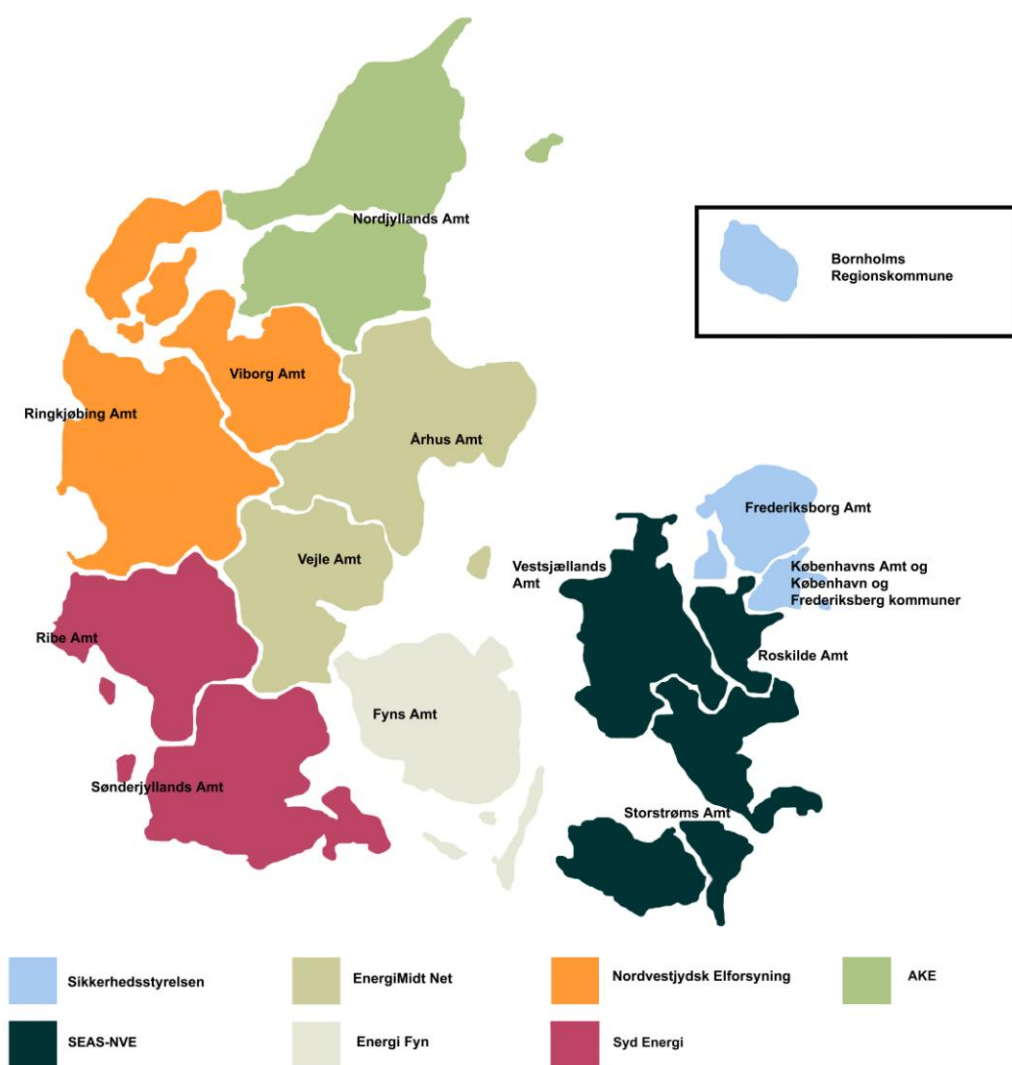 Nordjyllands Amt
Bornholms
Regionskommune
Viborg Amt
Ringkjøbing Amt
Århus Amt
Frederiksborg Amt
Vejle Amt
Vestsjællands
Amt
Københavns Amt og
København og
Frederiksberg kommuner
Ribe Amt
Roskilde Amt
Fyns Amt
Sønderjyllands Amt
Storstrøms Amt
Sikkerhedsstyrelsen
EnergiMidt Net
Nordvestjydsk Elforsyning
AKE
SEAS-NVE
Energi Fyn
Syd Energi